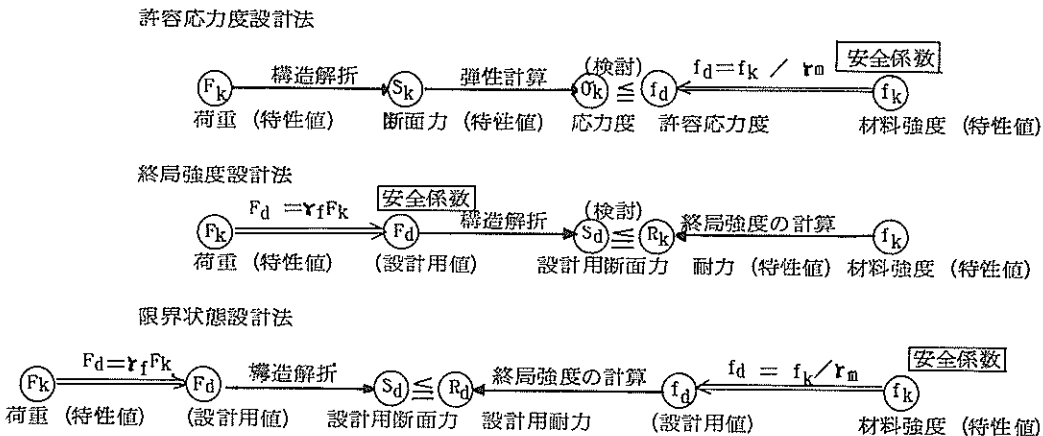 許容応力度設計法
構造解折 弾性計算 (検討) fd=fk / rm 安全係数
Fk Sk σk ≦ fd fk
荷重 (特性値) 断面力 (特性値) 応力度 許容応力度 材料強度 (特性値)
終局強度設計法
Fd =rfFk 安全係数 構造解折 (検討) 終局強度の計算
Fk Fd Sd ≦ Rk fk
荷重 (特性値) (設計用値) 設計用断面力 耐力 (特性値) 材料強度 (特性値)
限界状態設計法
Fd=rfFk 構造解折 終局強度の計算 fd = fk/rm 安全係数
Fk Fd Sd ≦ Rd fd fk
荷重 (特性値) (設計用値) 設計用断面力 設計用耐力 (設計用値) 材料強度 (特性値)